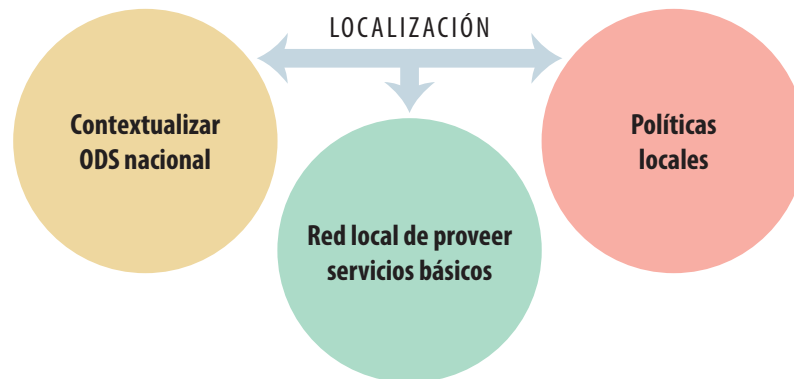 LOCALIZACIÓN
Contextualizar
ODS nacional
Políticas
locales
Red local de proveer
servicios básicos